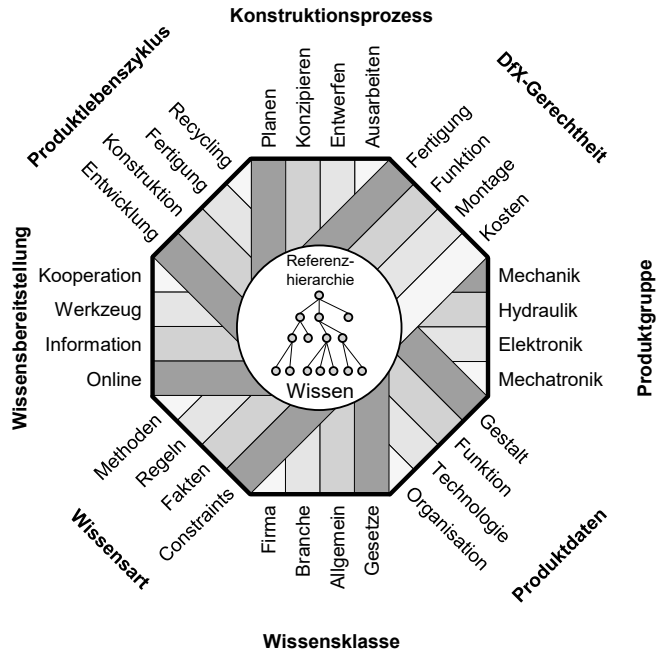 Konstruktionsprozess
Planen
Konzipieren
Entwerfen
Ausarbeiten
DfX-Gerechtheit
Fertigung
Funktion
Montage
Kosten
Produktgruppe
Mechanik
Hydraulik
Elektronik
Mechatronik
Produktdaten
Gestalt
Funktion
Technologie
Organisation
Wissensklasse
Firma
Branche
Allgemein
Gesetze
Wissensart
Methoden
Regeln
Fakten
Constraints
Wissensbereitstellung
Kooperation
Werkzeug
Information
Online
Produktlebenszyklus
Recycling
Fertigung
Konstruktion
Entwicklung
Referenz-
hierarchie
Wissen